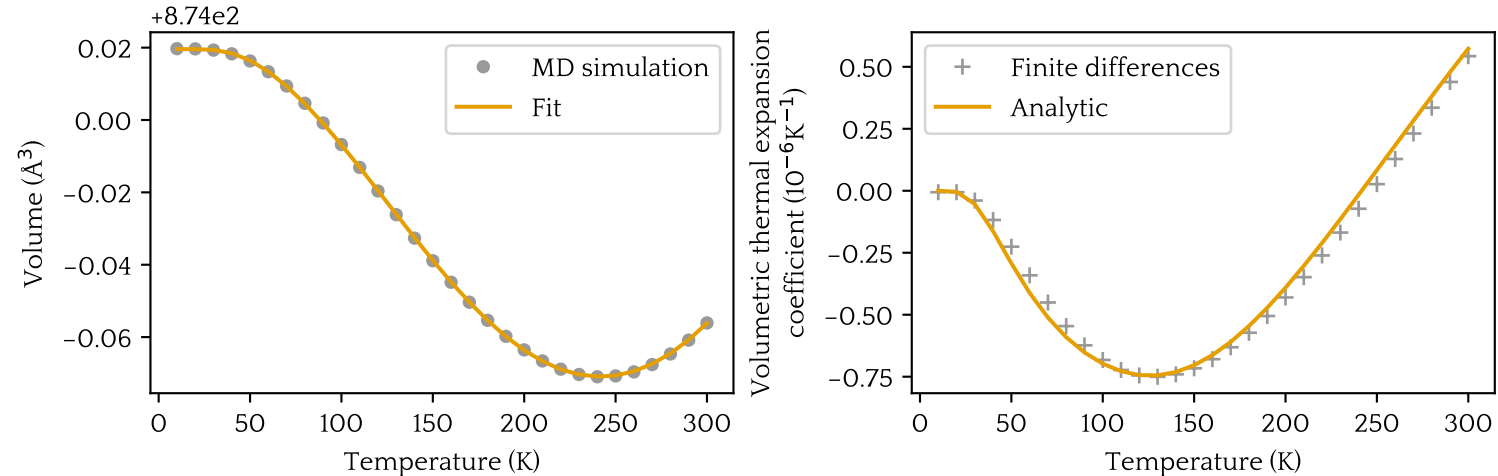 +8.74e2
0.02
0.00
−0.02
−0.04
−0.06
Volume (Å³)
MD simulation
Fit
0
50
100
150
200
250
300
Temperature (K)
Volumetric thermal expansion
coefficient (10⁻⁶K⁻¹)
0.50
0.25
0.00
−0.25
−0.50
−0.75
Finite differences
Analytic
0
50
100
150
200
250
300
Temperature (K)